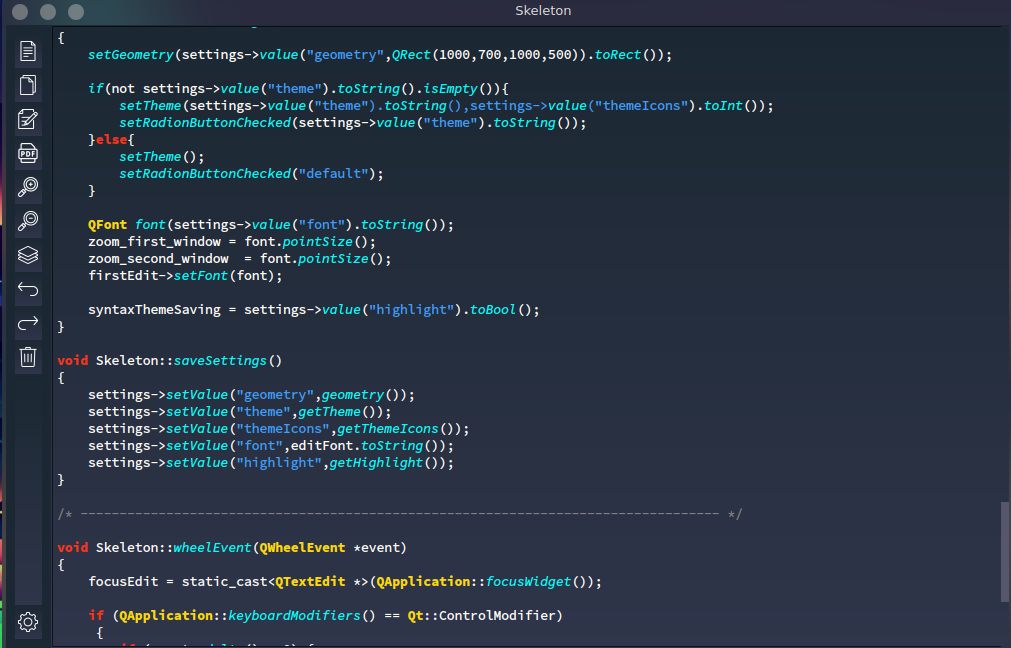 Skeleton
{
    setGeometry(settings->value("geometry",QRect(1000,700,1000,500)).toRect());

    if(not settings->value("theme").toString().isEmpty()){
        setTheme(settings->value("theme").toString(),settings->value("themeIcons").toInt());
        setRadionButtonChecked(settings->value("theme").toString());
    }else{
        setTheme();
        setRadionButtonChecked("default");
    }

    QFont font(settings->value("font").toString());
    zoom_first_window = font.pointSize();
    zoom_second_window  = font.pointSize();
    firstEdit->setFont(font);

    syntaxThemeSaving = settings->value("highlight").toBool();
}

void Skeleton::saveSettings()
{
    settings->setValue("geometry",geometry());
    settings->setValue("theme",getTheme());
    settings->setValue("themeIcons",getThemeIcons());
    settings->setValue("font",editFont.toString());
    settings->setValue("highlight",getHighlight());
}

/* ---------------------------------------------------------------------------------- */

void Skeleton::wheelEvent(QWheelEvent *event)
{
    focusEdit = static_cast<QTextEdit *>(QApplication::focusWidget());

    if (QApplication::keyboardModifiers() == Qt::ControlModifier)
     {
PDF